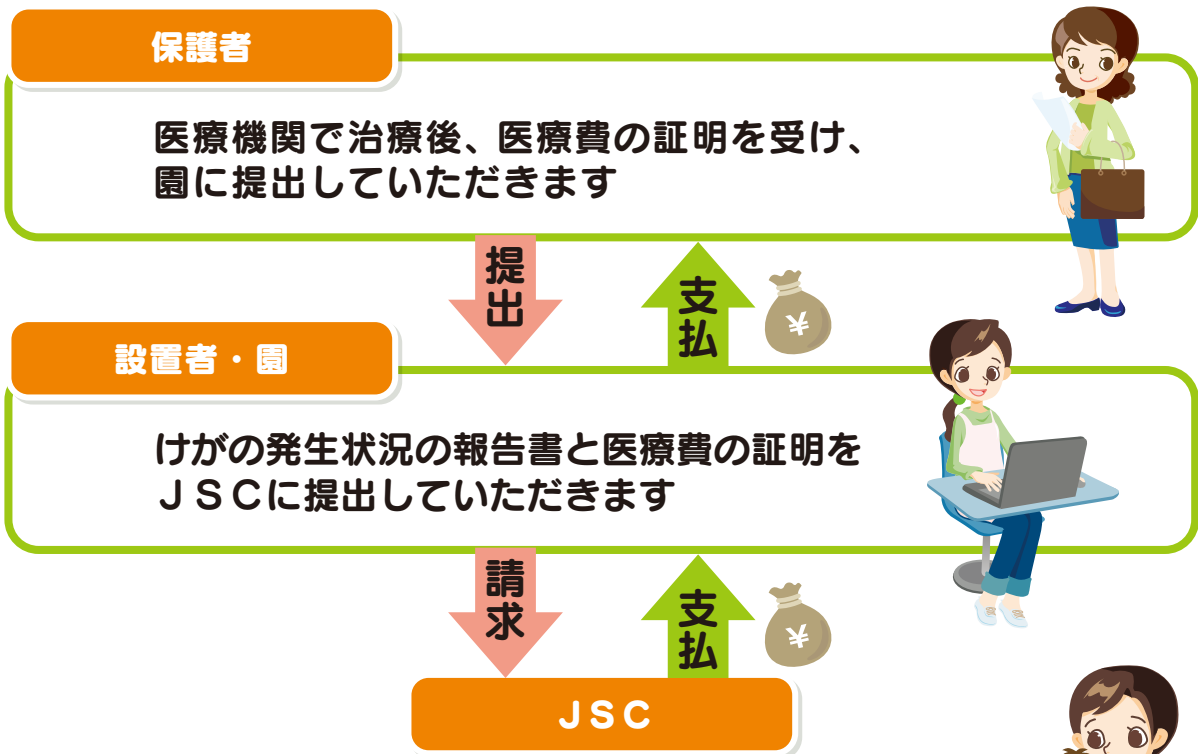 保護者
医療機関で治療後、医療費の証明を受け、
園に提出していただきます
提出
支払
¥
設置者・園
けがの発生状況の報告書と医療費の証明を
ＪＳＣに提出していただきます
請求
支払
¥
ＪＳＣ